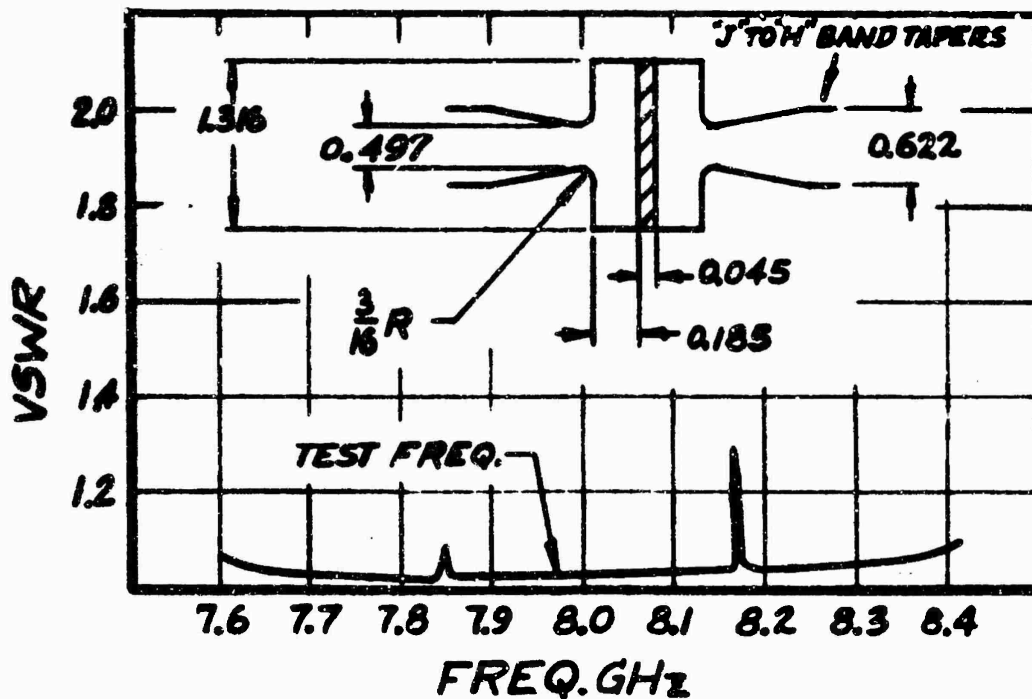 "J" TO "H" BAND TAPERS
2.0
1.316
0.497
0.622
1.8
0.045
3/16 R
0.185
1.6
VSWR
1.4
TEST FREQ.
1.2
7.6 7.7 7.8 7.9 8.0 8.1 8.2 8.3 8.4
FREQ. GHz